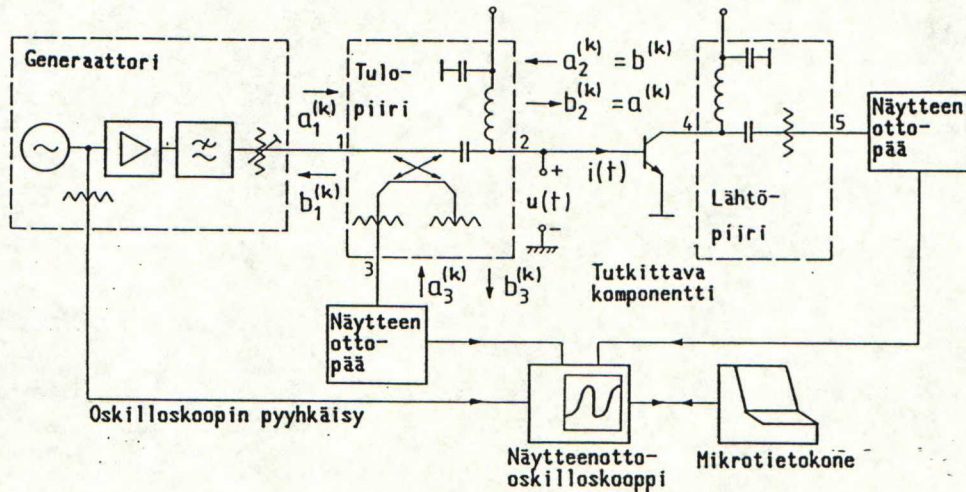 Generaattori
a₁⁽ᵏ⁾
b₁⁽ᵏ⁾
1
Tulo-
piiri
a₂⁽ᵏ⁾ = b⁽ᵏ⁾
b₂⁽ᵏ⁾ = a⁽ᵏ⁾
2
+
u(t)
-
i(t)
3
a₃⁽ᵏ⁾
b₃⁽ᵏ⁾
4
5
Lähtö-
piiri
Näytteen
otto-
pää
Tutkittava
komponentti
Näytteen
otto-
pää
Oskilloskoopin pyyhkäisy
Näytteenotto-
oskilloskooppi
Mikrotietokone